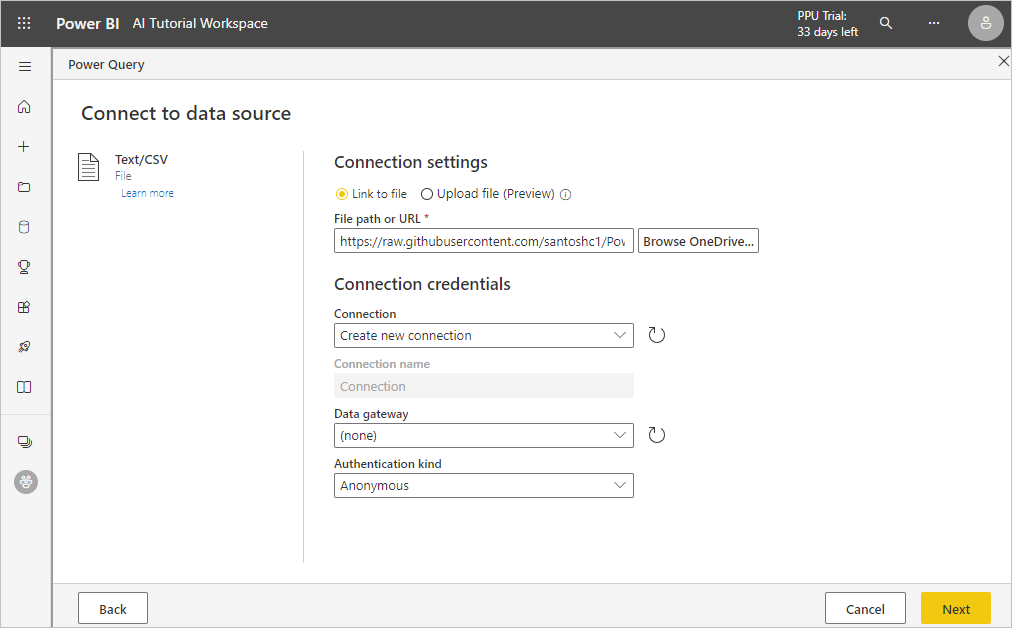 Power BI AI Tutorial Workspace
PPU Trial:
33 days left
Power Query
Connect to data source
Text/CSV
File
Learn more
Connection settings
Link to file Upload file (Preview)
File path or URL *
https://raw.githubusercontent.com/santoshc1/Pov Browse OneDrive...
Connection credentials
Connection
Create new connection
Connection name
Connection
Data gateway
(none)
Authentication kind
Anonymous
Back Cancel Next